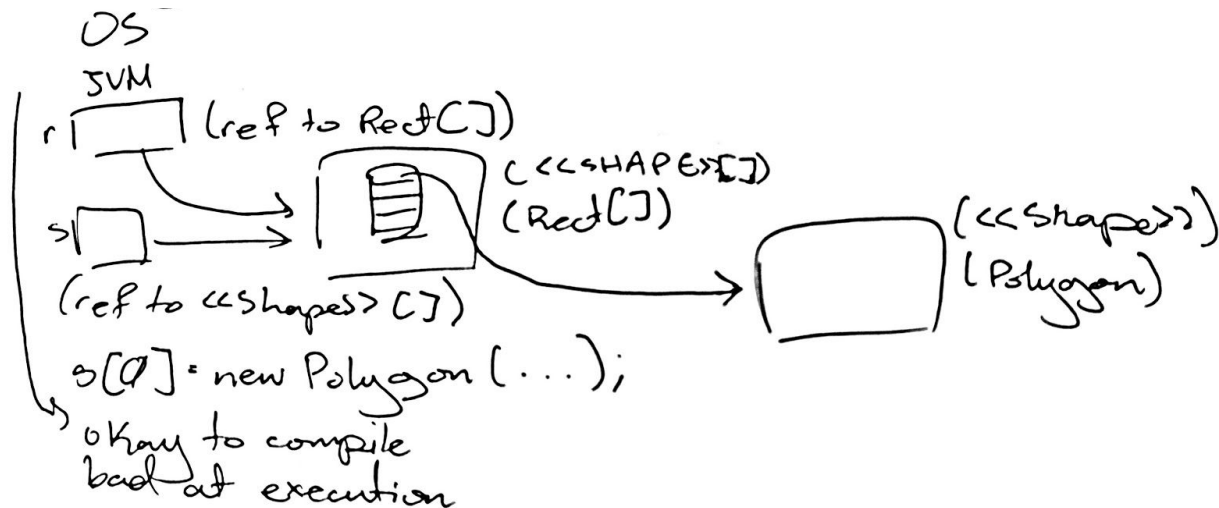 OS
JVM
r (ref to Rect[])
(<<SHAPE>>[])
(Rect[])
s
(<<Shape>>)
(Polygon)
(ref to <<Shapes>> [])
s[0] = new Polygon (...);
okay to compile
bad at execution